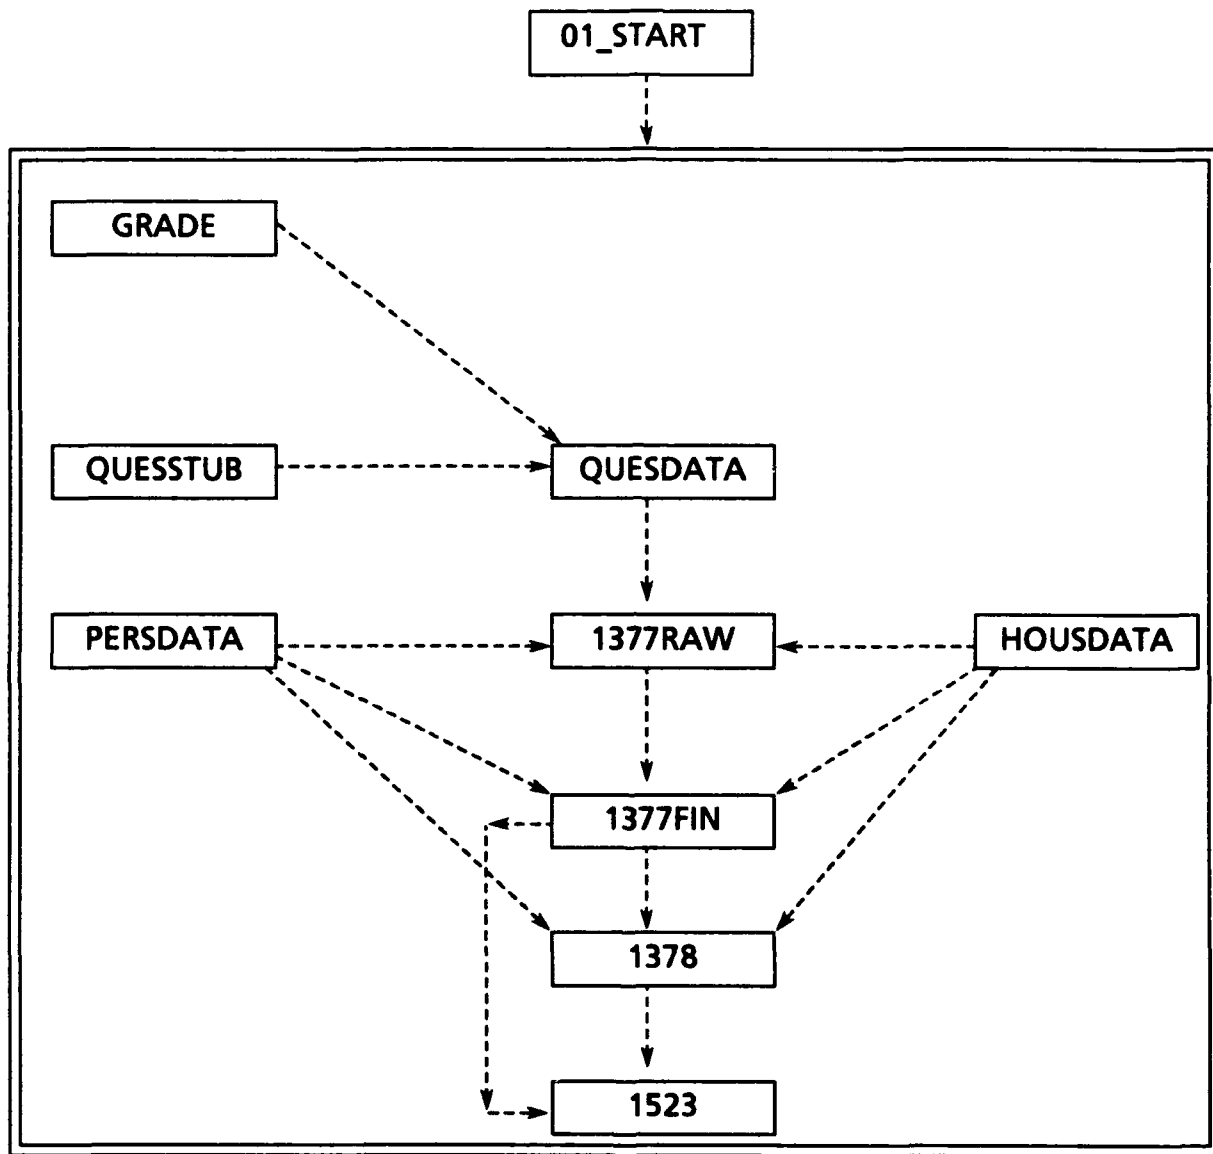 01_START
GRADE
QUESSTUB
QUESDATA
PERSDATA
1377RAW
HOUSDATA
1377FIN
1378
1523